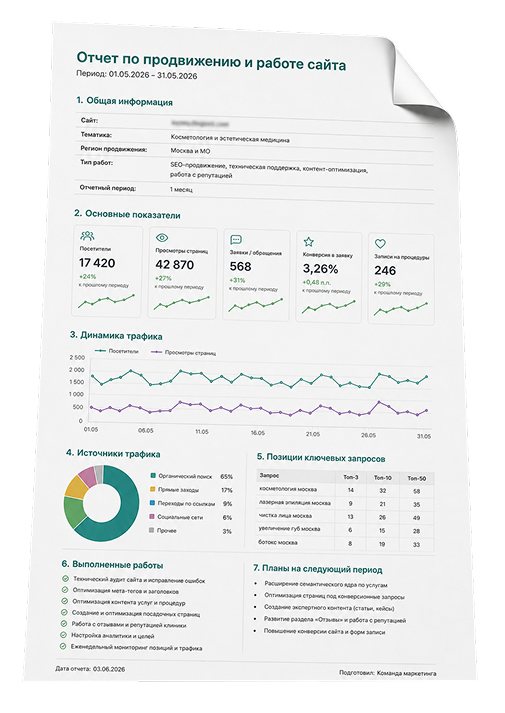 Отчет по продвижению и работе сайта
Период: 01.05.2026 – 31.05.2026
1. Общая информация
Сайт:
Тематика: Косметология и эстетическая медицина
Регион продвижения: Москва и МО
Тип работ: SEO-продвижение, техническая поддержка, контент-оптимизация,
работа с репутацией
Отчетный период: 1 месяц
2. Основные показатели
Посетители
17 420
+24%
к прошлому периоду
Просмотры страниц
42 870
+27%
к прошлому периоду
Заявки / обращения
568
+31%
к прошлому периоду
Конверсия в заявку
3,26%
+0,48 п.п.
к прошлому периоду
Записи на процедуры
246
+29%
к прошлому периоду
3. Динамика трафика
Посетители Просмотры страниц
2 500
2 000
1 500
1 000
500
0
01.05 06.05 11.05 16.05 21.05 26.05 31.05
4. Источники трафика
Органический поиск 65%
Прямые заходы 17%
Переходы по ссылкам 9%
Социальные сети 6%
Прочее 3%
5. Позиции ключевых запросов
Запрос Топ-3 Топ-10 Топ-50
косметология москва 14 32 58
лазерная эпиляция москва 9 21 35
чистка лица москва 13 26 49
увеличение губ москва 6 15 28
ботокс москва 8 19 33
6. Выполненные работы
Технический аудит сайта и исправление ошибок
Оптимизация мета-тегов и заголовков
Оптимизация контента услуг и процедур
Создание и оптимизация посадочных страниц
Работа с отзывами и репутацией клиники
Настройка аналитики и целей
Еженедельный мониторинг позиций и трафика
7. Планы на следующий период
Расширение семантического ядра по услугам
Оптимизация страниц под конверсионные запросы
Создание экспертного контента (статьи, кейсы)
Развитие раздела «Отзывы» и работа с репутацией
Повышение конверсии сайта и форм записи
Дата отчета: 03.06.2026
Подготовил: Команда маркетинга